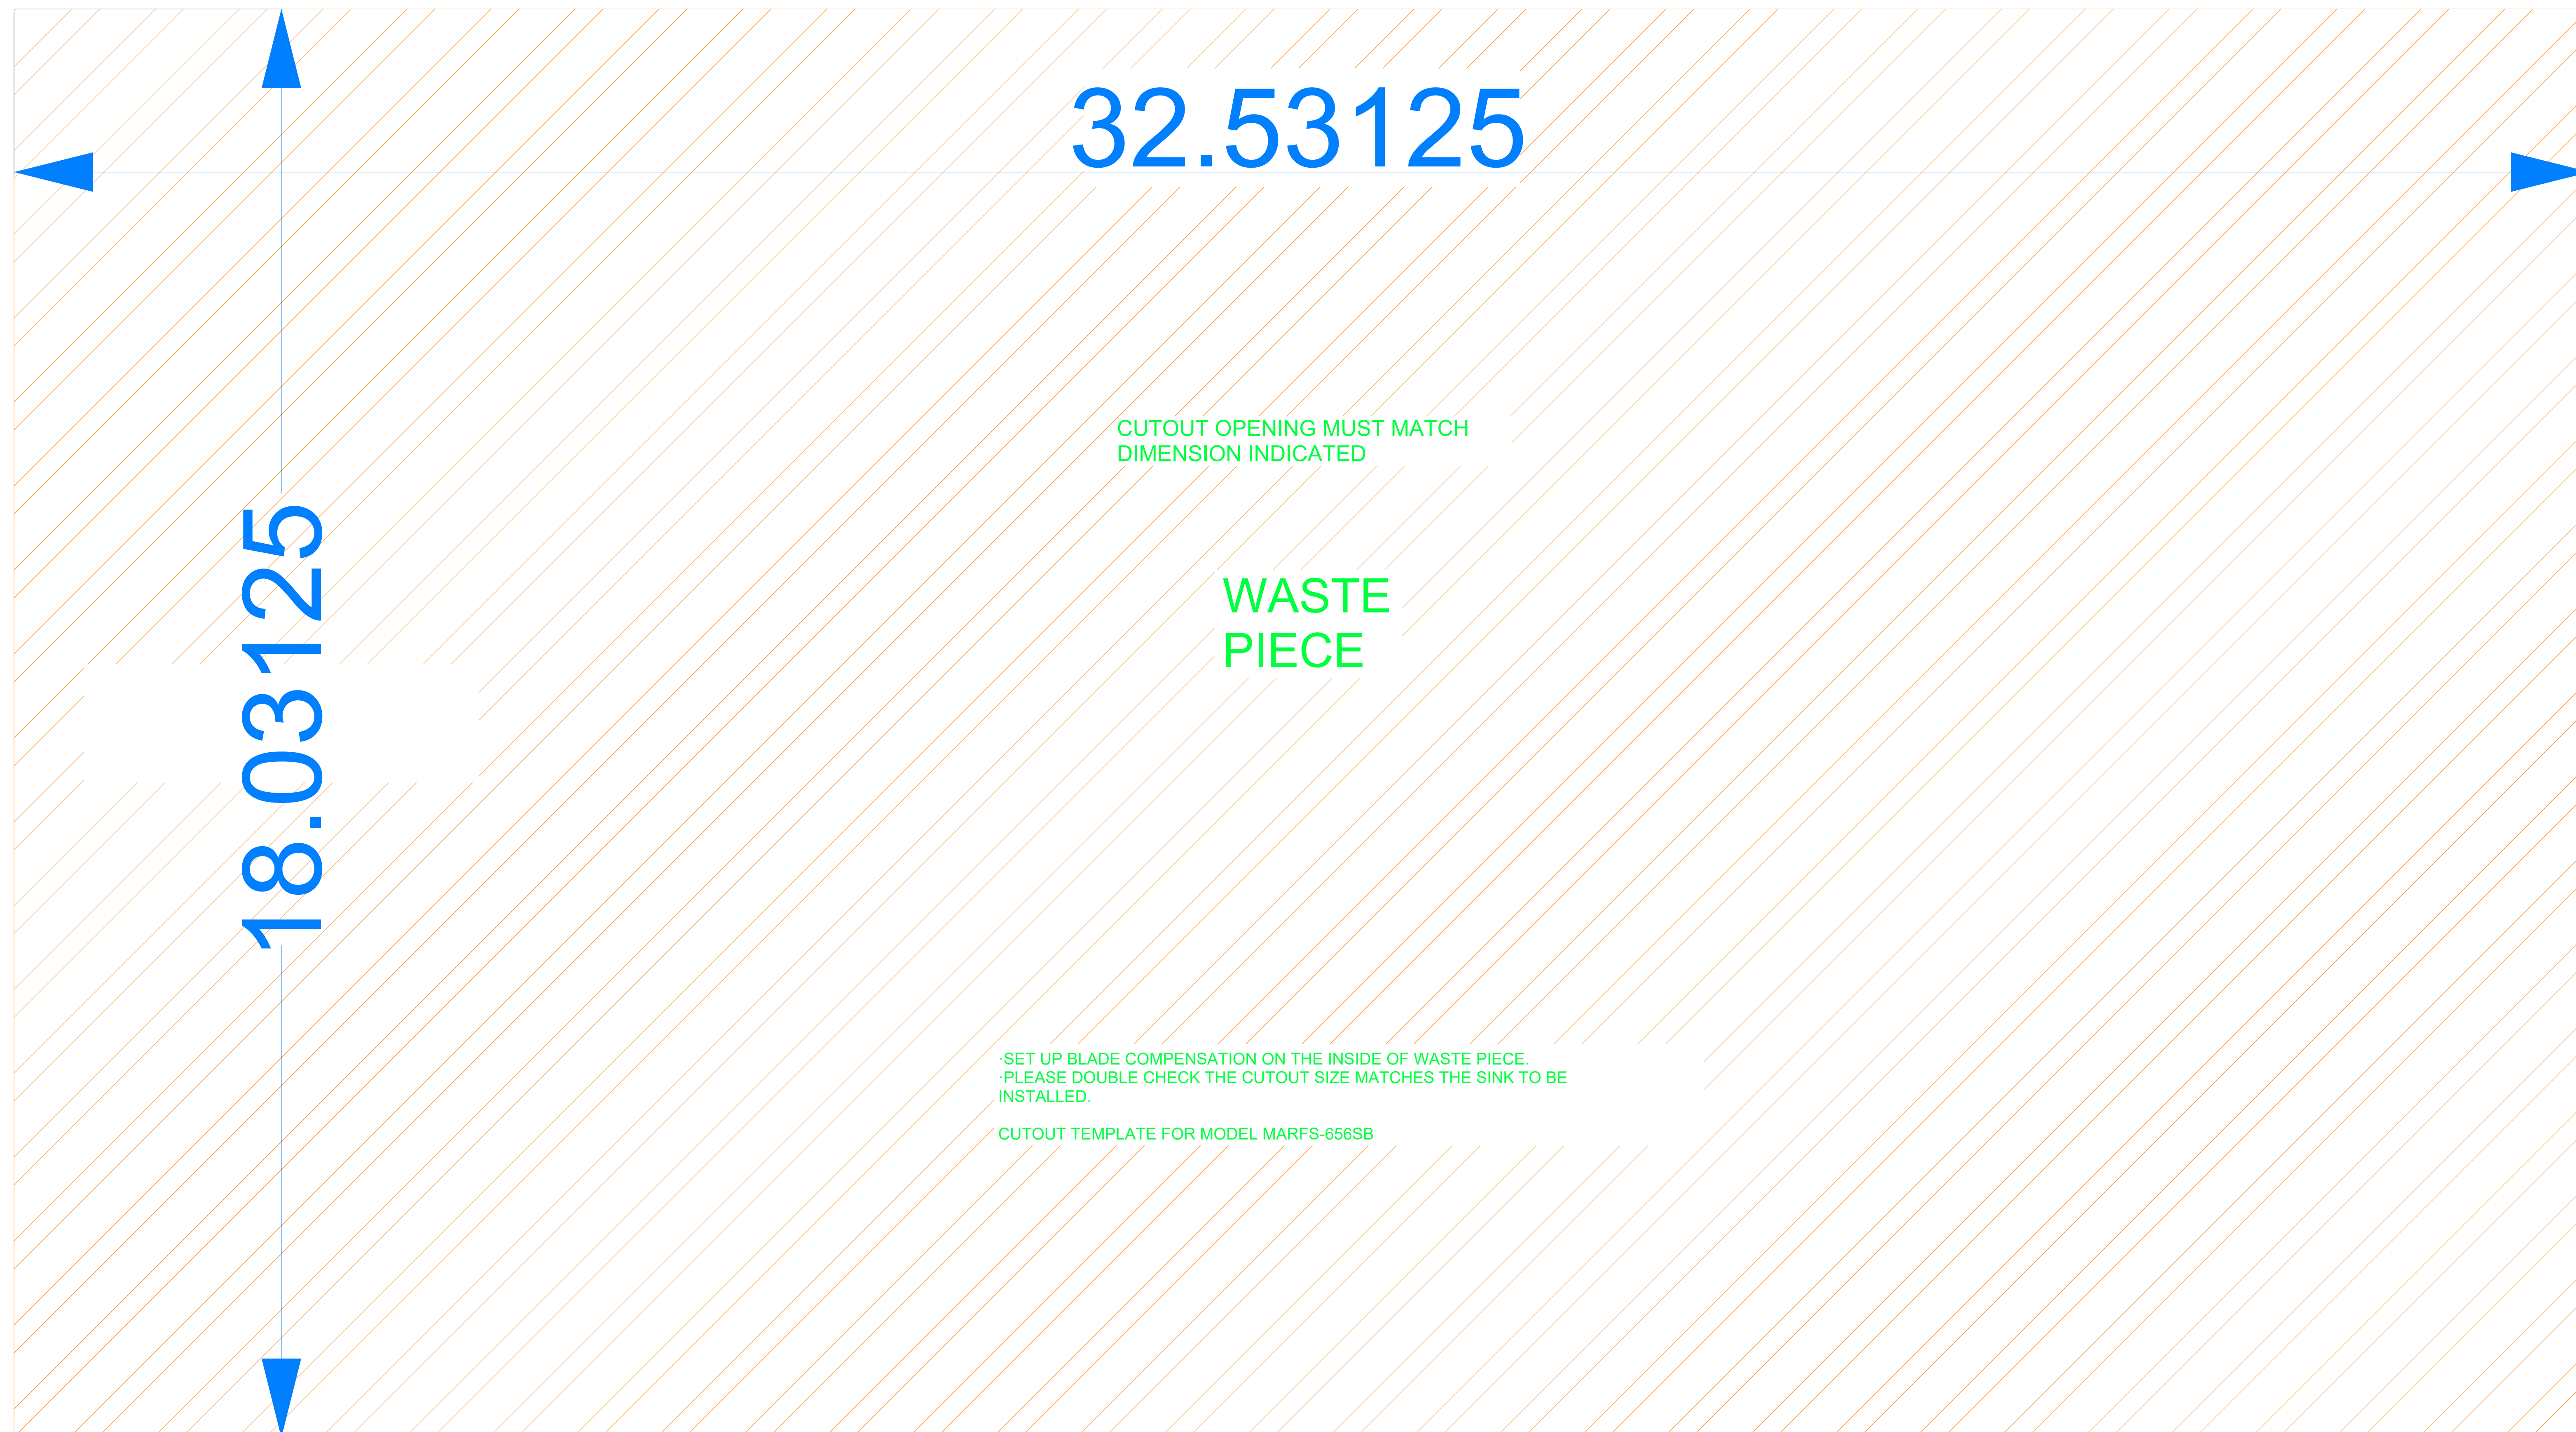 32.53125
CUTOUT OPENING MUST MATCH
DIMENSION INDICATED
18.03125
WASTE
PIECE
·SET UP BLADE COMPENSATION ON THE INSIDE OF WASTE PIECE.
·PLEASE DOUBLE CHECK THE CUTOUT SIZE MATCHES THE SINK TO BE
INSTALLED.
CUTOUT TEMPLATE FOR MODEL MARFS-656SB